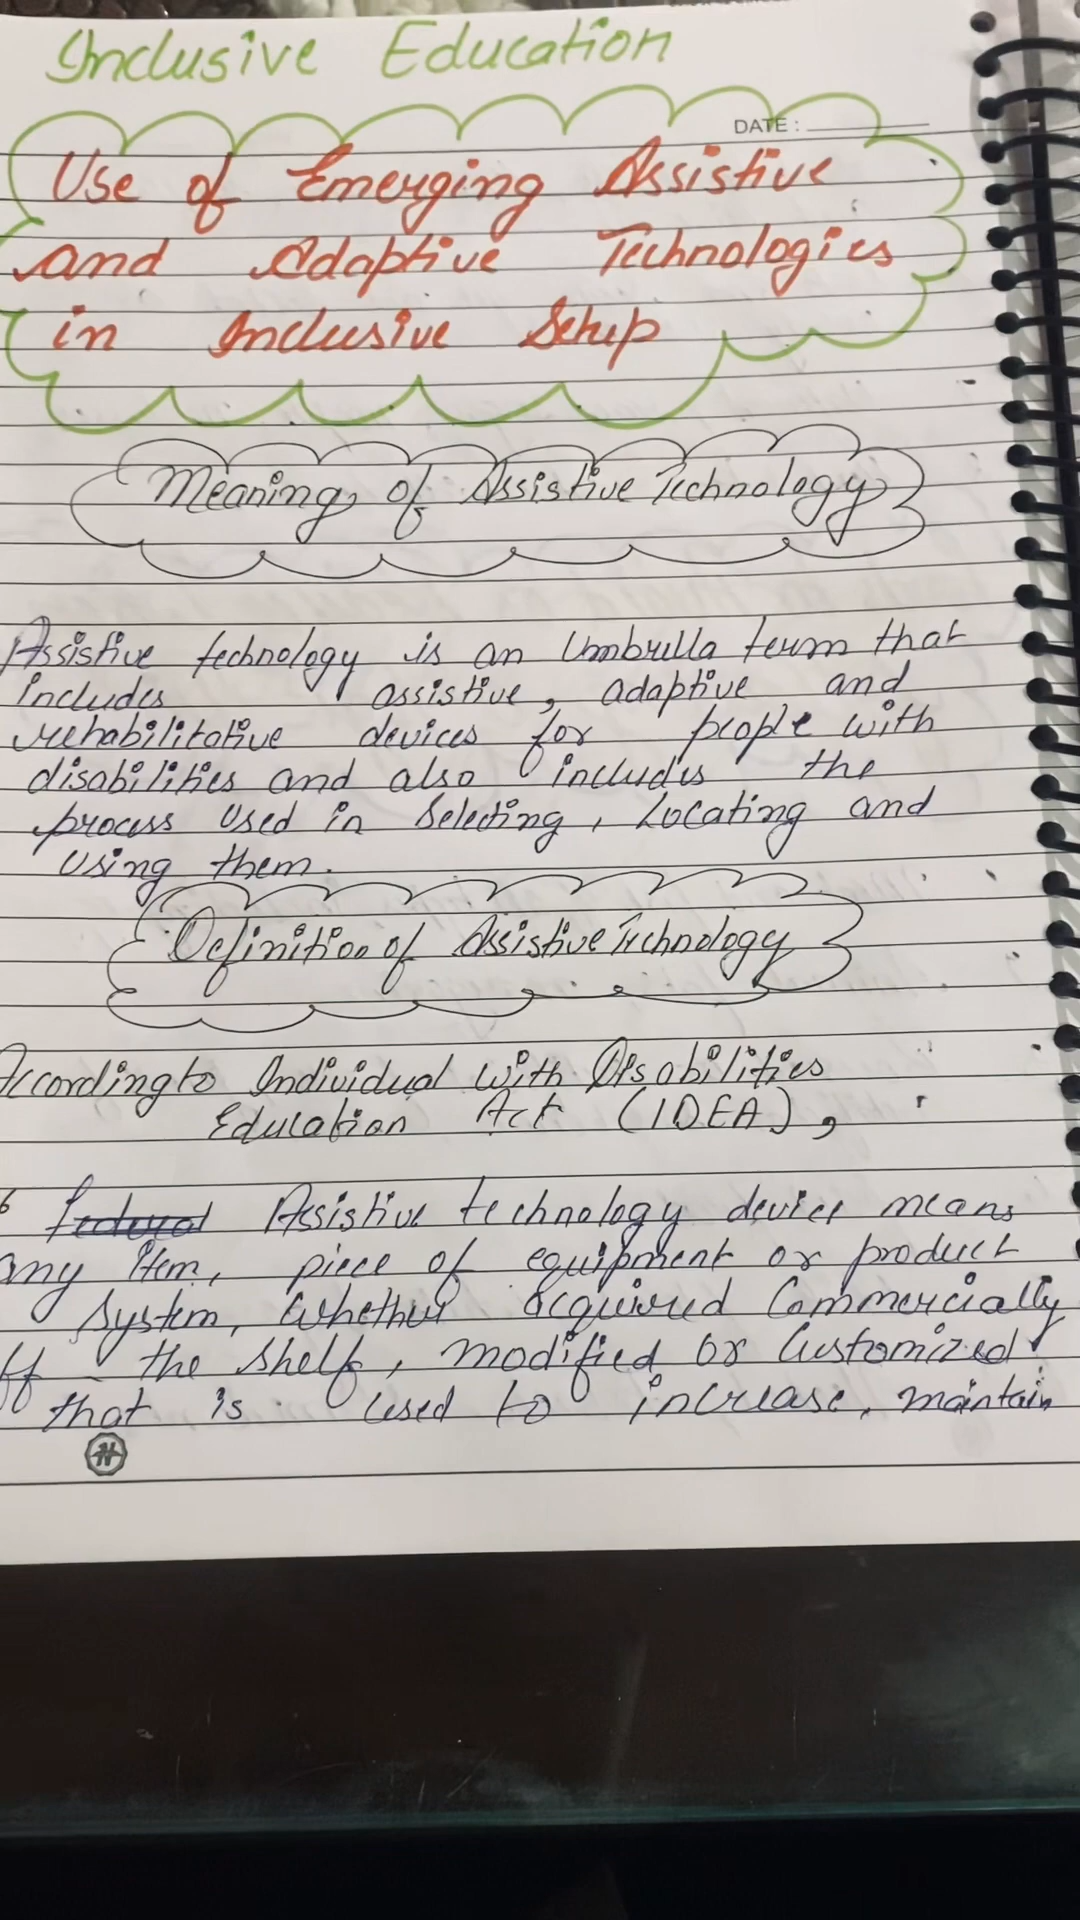 Inclusive Education
DATE :
Use of Emerging Assistive
and Adaptive Technologies
in Inclusive Setup
Meaning of Assistive Technology
Assistive technology is an Umbrella term that
includes assistive, adaptive and
rehabilitative devices for people with
disabilities and also includes the
process used in Selecting, Locating and
using them.
Definition of Assistive Technology
According to Individual with Disabilities
Education Act (IDEA),
Assistive technology device means
any item, piece of equipment or product
System, Whether acquired Commercially
off the shelf, modified or Customized
that is used to increase, maintain